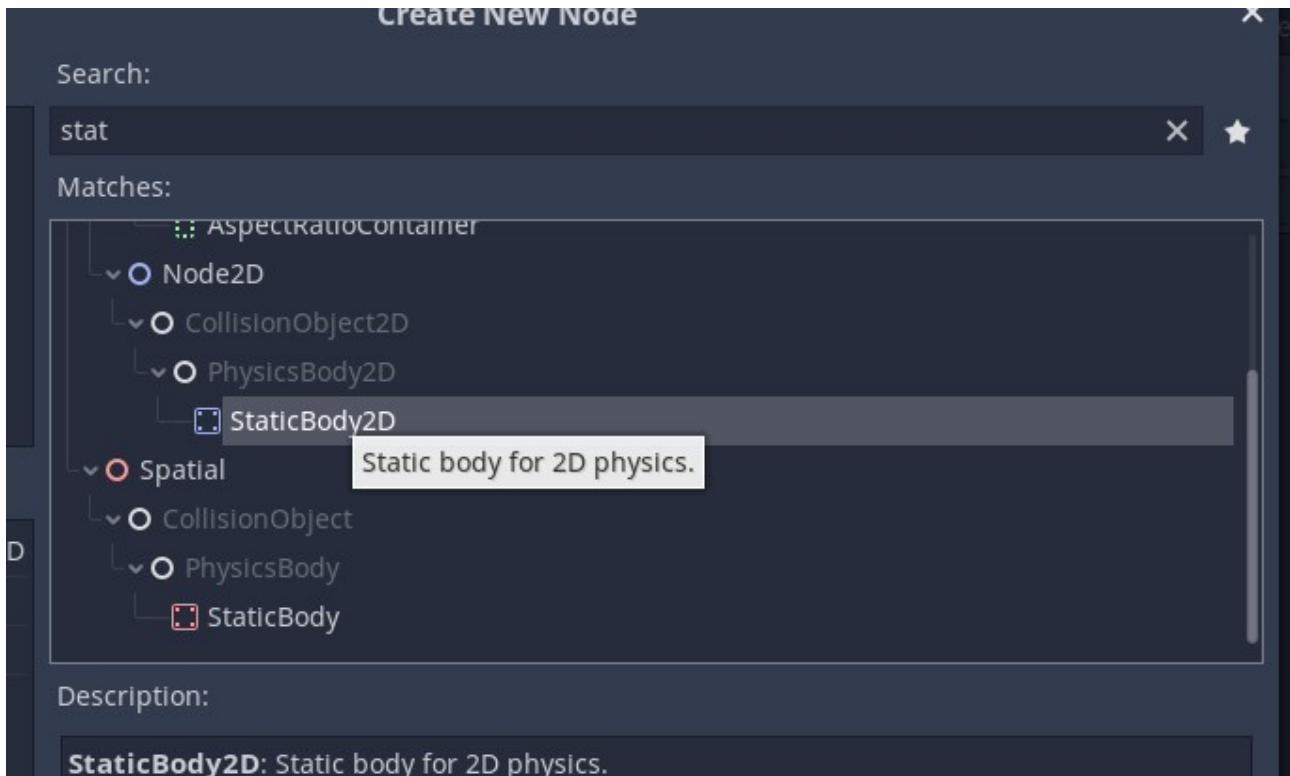 Create New Node
Search:
stat
Matches:
AspectRatioContainer
Node2D
CollisionObject2D
PhysicsBody2D
StaticBody2D
Static body for 2D physics.
Spatial
CollisionObject
D
PhysicsBody
StaticBody
Description:
StaticBody2D: Static body for 2D physics.